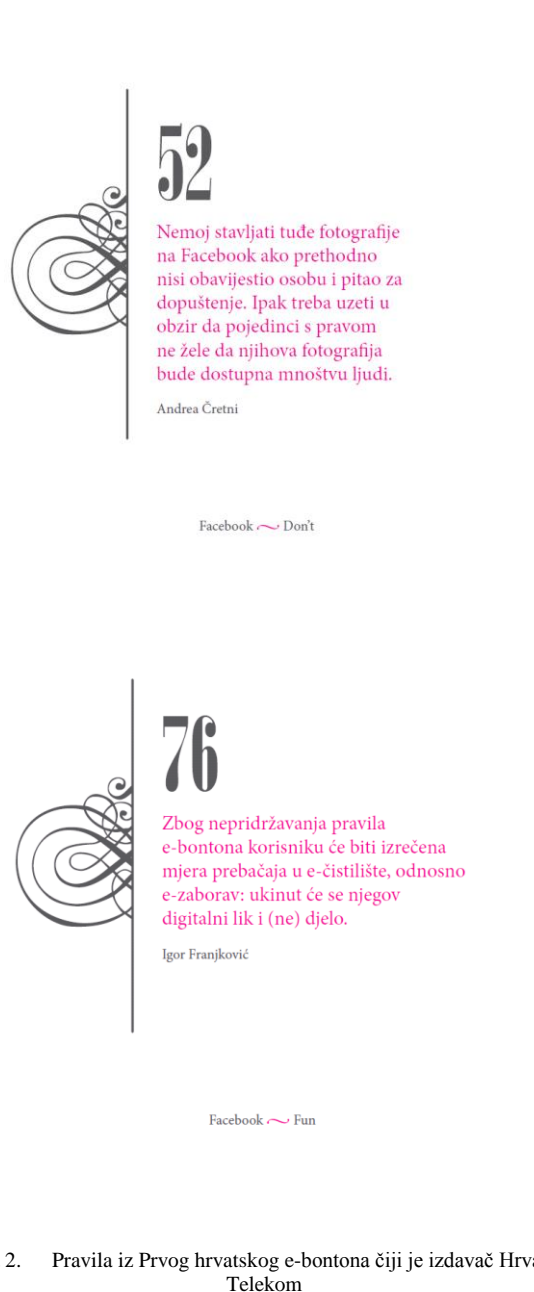 52
Nemoj stavljati tuđe fotografije
na Facebook ako prethodno
nisi obavijestio osobu i pitao za
dopuštenje. Ipak treba uzeti u
obzir da pojedinci s pravom
ne žele da njihova fotografija
bude dostupna mnoštvu ljudi.
Andrea Čretni
Facebook ~ Don't
76
Zbog nepridržavanja pravila
e-bontona korisniku će biti izrečena
mjera prebačaja u e-čistilište, odnosno
e-zaborav: ukinut će se njegov
digitalni lik i (ne) djelo.
Igor Franjković
Facebook ~ Fun
2. Pravila iz Prvog hrvatskog e-bontona čiji je izdavač
Telekom